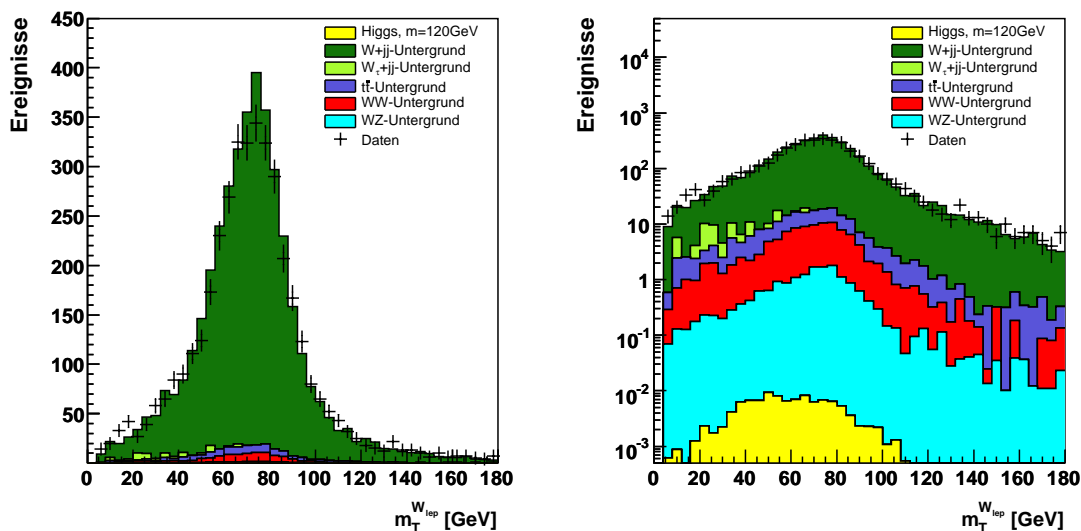 Ereignisse
450
400
350
300
250
200
150
100
50
0 20 40 60 80 100 120 140 160 180
m_T^{W_lep} [GeV]
Higgs, m=120GeV
W+jj-Untergrund
W_τ+jj-Untergrund
tt̄-Untergrund
WW-Untergrund
WZ-Untergrund
Daten
Ereignisse
10^4
10^3
10^2
10
1
10^-1
10^-2
10^-3
0 20 40 60 80 100 120 140 160 180
m_T^{W_lep} [GeV]
Higgs, m=120GeV
W+jj-Untergrund
W_τ+jj-Untergrund
tt̄-Untergrund
WW-Untergrund
WZ-Untergrund
Daten